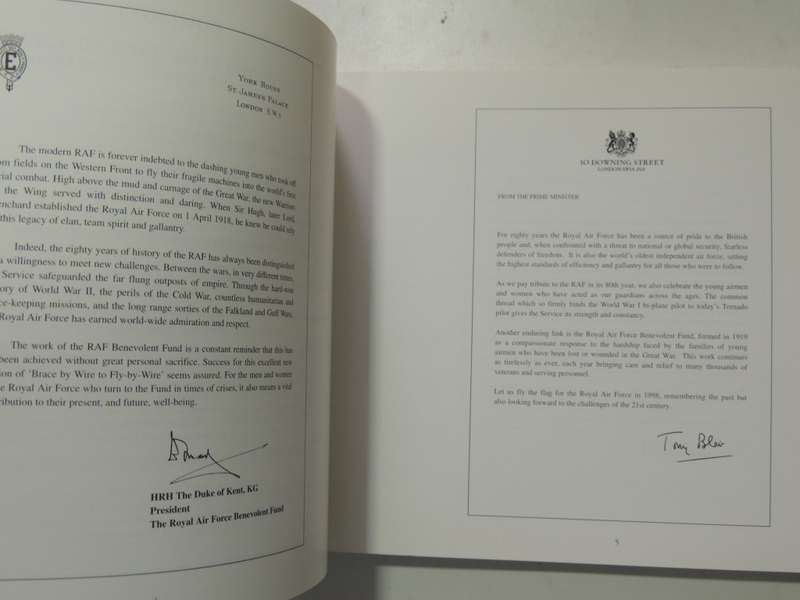 E
YORK HOUSE
ST JAMES'S PALACE
LONDON S.W.1
The modern RAF is forever indebted to the dashing young men who took off
om fields on the Western Front to fly their fragile machines into the world's first
rial combat. High above the mud and carnage of the Great War, the new Warriors
the Wing served with distinction and daring. When Sir Hugh, later Lord,
enchard established the Royal Air Force on 1 April 1918, he knew he could rely
this legacy of elan, team spirit and gallantry.
Indeed, the eighty years of history of the RAF has always been distinguished
a willingness to meet new challenges. Between the wars, in very different times,
Service safeguarded the far flung outposts of empire. Through the hard-won
ory of World War II, the perils of the Cold War, countless humanitarian and
ce-keeping missions, and the long range sorties of the Falkland and Gulf Wars,
Royal Air Force has earned world-wide admiration and respect.
The work of the RAF Benevolent Fund is a constant reminder that this has
been achieved without great personal sacrifice. Success for this excellent new
on of 'Brace by Wire to Fly-by-Wire' seems assured. For the men and women
e Royal Air Force who turn to the Fund in times of crises, it also means a vital
tribution to their present, and future, well-being.
HRH The Duke of Kent, KG
President
The Royal Air Force Benevolent Fund
10 DOWNING STREET
LONDON SW1A 2AA
FROM THE PRIME MINISTER
For eighty years the Royal Air Force has been a source of pride to the British
people and, when confronted with a threat to national or global security, fearless
defenders of freedom. It is also the world's oldest independent air force, setting
the highest standards of efficiency and gallantry for all those who were to follow.
As we pay tribute to the RAF in its 80th year, we also celebrate the young airmen
and women who have acted as our guardians across the ages. The common
thread which so firmly binds the World War I bi-plane pilot to today's Tornado
pilot gives the Service its strength and constancy.
Another enduring link is the Royal Air Force Benevolent Fund, formed in 1919
as a compassionate response to the hardship faced by the families of young
airmen who have been lost or wounded in the Great War. This work continues
as tirelessly as ever, each year bringing care and relief to many thousands of
veterans and serving personnel.
Let us fly the flag for the Royal Air Force in 1998, remembering the past but
also looking forward to the challenges of the 21st century.
Tony Blair
5